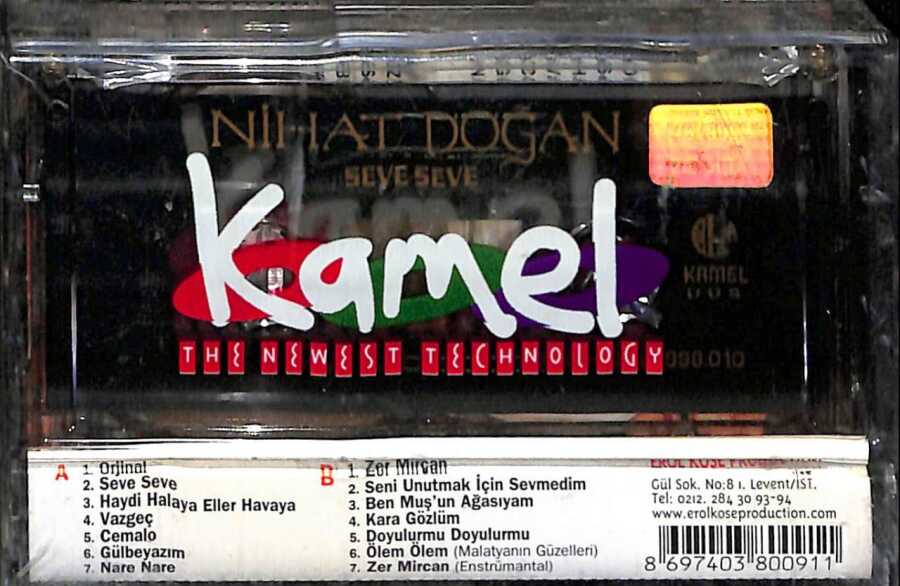 NİHAT DOĞAN
SEVE SEVE
Kamel
KAMEL
THE NEWEST TECHNOLOGY
090.010
A
1. Orjinal
2. Seve Seve
3. Haydi Halaya Eller Havaya
4. Vazgeç
5. Cemalo
6. Gülbeyazım
7. Nare Nare
B
1. Zer Mircan
2. Seni Unutmak İçin Sevmedim
3. Ben Muş'un Ağasıyam
4. Kara Gözlüm
5. Doyulurmu Doyulurmu
6. Ölem Ölem (Malatyanın Güzelleri)
7. Zer Mircan (Enstrümantal)
Gül Sok. No:8 1. Levent/İST.
Tel: 0212. 284 30 93-94
www.erolkoseproduction.com
8 697403 800911